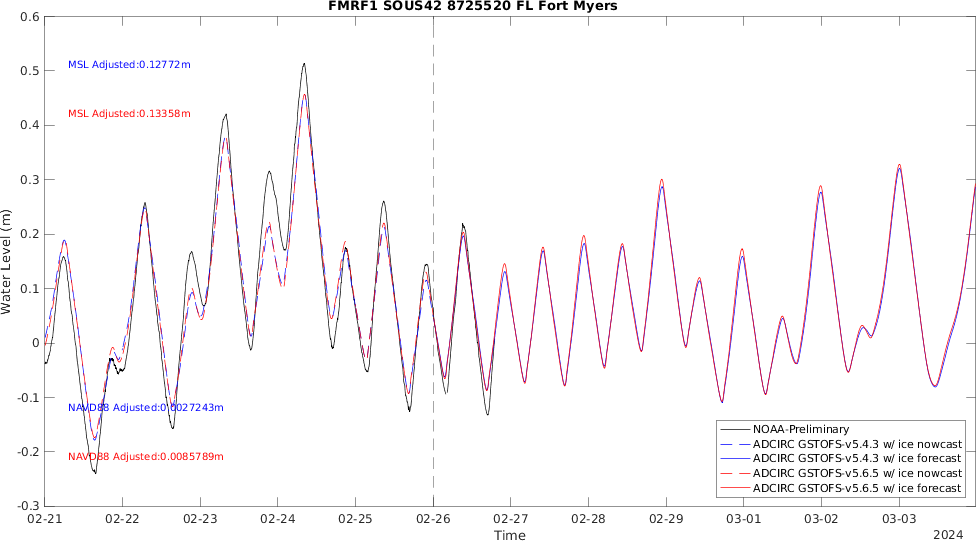 FMRF1 SOUS42 8725520 FL Fort Myers
0.6
0.5
0.4
0.3
0.2
0.1
0
-0.1
-0.2
-0.3
Water Level (m)
MSL Adjusted:0.12772m
MSL Adjusted:0.13358m
NAVD88 Adjusted:0.0027243m
NAVD88 Adjusted:0.0085789m
NOAA-Preliminary
ADCIRC GSTOFS-v5.4.3 w/ ice nowcast
ADCIRC GSTOFS-v5.4.3 w/ ice forecast
ADCIRC GSTOFS-v5.6.5 w/ ice nowcast
ADCIRC GSTOFS-v5.6.5 w/ ice forecast
02-21 02-22 02-23 02-24 02-25 02-26 02-27 02-28 02-29 03-01 03-02 03-03
Time
2024